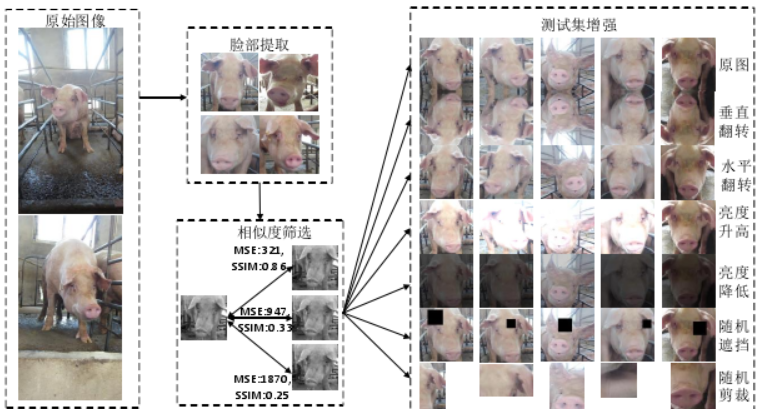 原始图像
脸部提取
相似度筛选
MSE:321,
SSIM:0.86
MSE:947
SSIM:0.33
MSE:1870,
SSIM:0.25
测试集增强
原图
垂直
翻转
水平
翻转
亮度
升高
亮度
降低
随机
遮挡
随机
剪裁